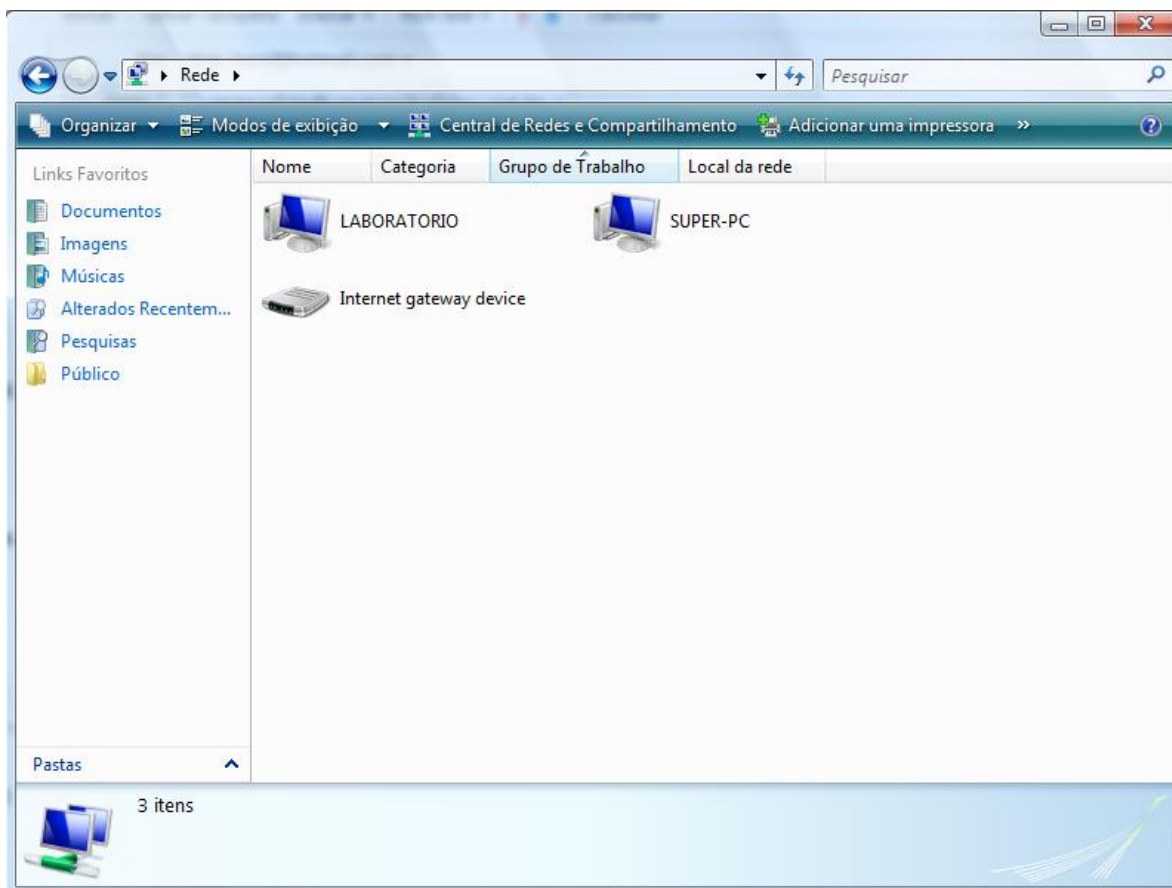 Rede
Pesquisar
Organizar Modos de exibição Central de Redes e Compartilhamento Adicionar uma impressora »
Links Favoritos
Documentos
Imagens
Músicas
Alterados Recentem...
Pesquisas
Público
Pastas
Nome Categoria Grupo de Trabalho Local da rede
LABORATORIO SUPER-PC
Internet gateway device
3 itens